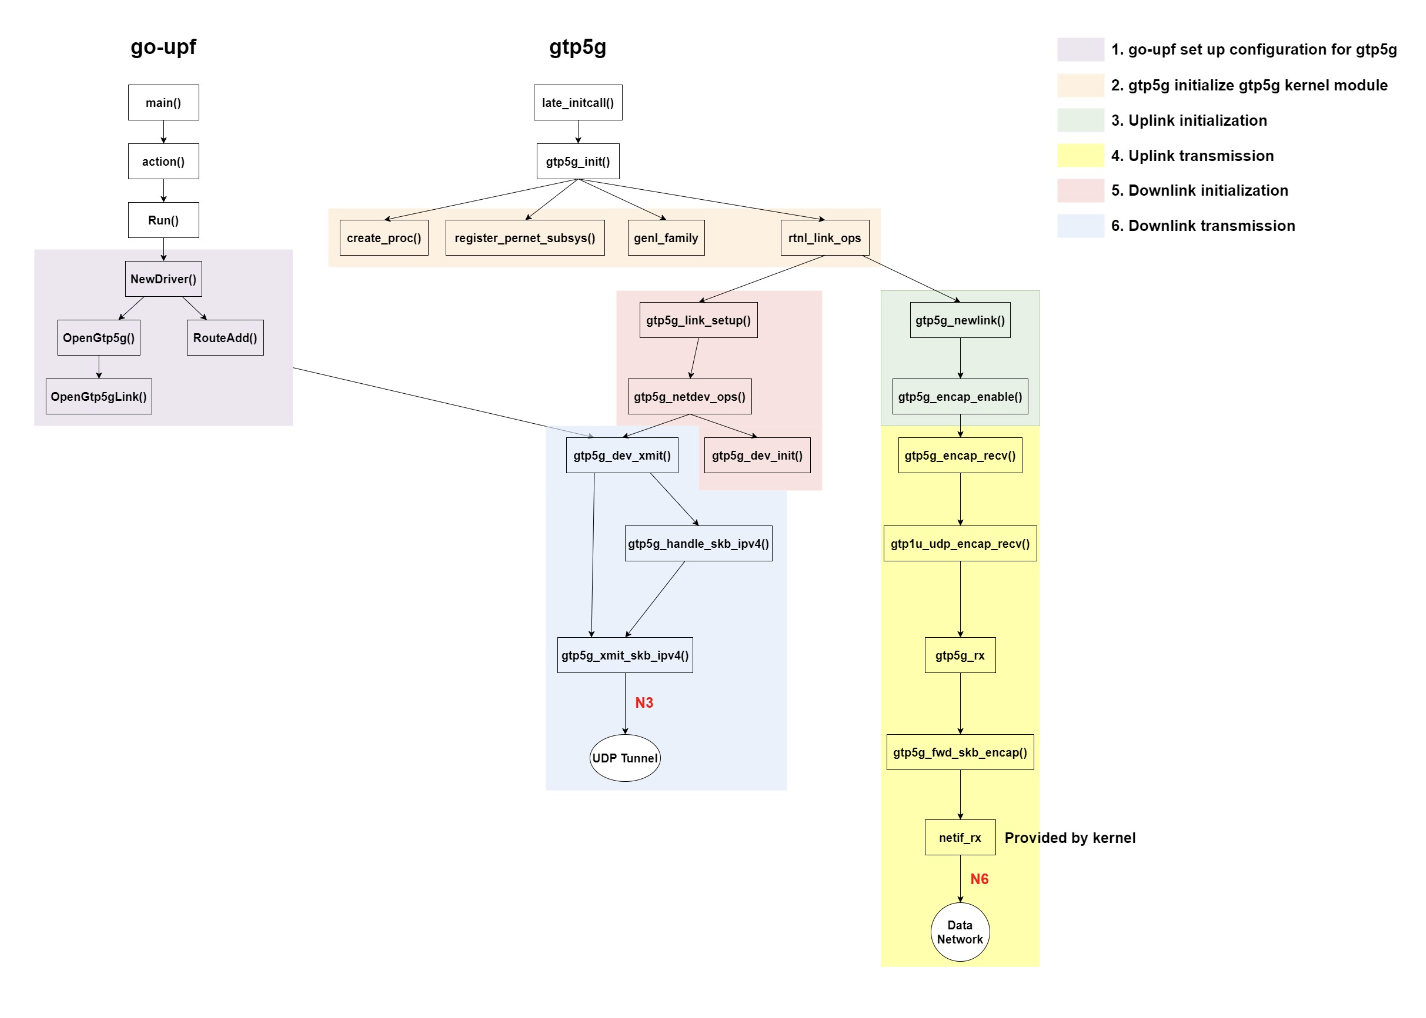 go-upf
gtp5g
1. go-upf set up configuration for gtp5g
2. gtp5g initialize gtp5g kernel module
3. Uplink initialization
4. Uplink transmission
5. Downlink initialization
6. Downlink transmission
main()
action()
Run()
NewDriver()
OpenGtp5g()
RouteAdd()
OpenGtp5gLink()
late_initcall()
gtp5g_init()
create_proc()
register_pernet_subsys()
genl_family
rtnl_link_ops
gtp5g_link_setup()
gtp5g_netdev_ops()
gtp5g_dev_xmit()
gtp5g_dev_init()
gtp5g_handle_skb_ipv4()
gtp5g_xmit_skb_ipv4()
N3
UDP Tunnel
gtp5g_newlink()
gtp5g_encap_enable()
gtp5g_encap_recv()
gtp1u_udp_encap_recv()
gtp5g_rx
gtp5g_fwd_skb_encap()
netif_rx
Provided by kernel
N6
Data
Network